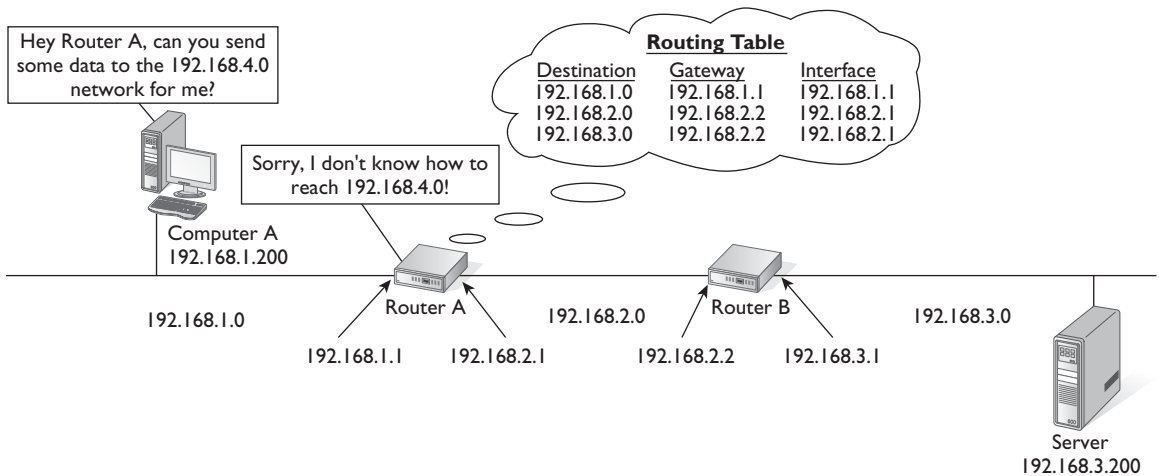 Hey Router A, can you send
some data to the 192.168.4.0
network for me?
Routing Table
Destination Gateway Interface
192.168.1.0 192.168.1.1 192.168.1.1
192.168.2.0 192.168.2.2 192.168.2.1
192.168.3.0 192.168.2.2 192.168.2.1
Sorry, I don't know how to
reach 192.168.4.0!
Computer A
192.168.1.200
Router A
Router B
192.168.1.0
192.168.2.0
192.168.3.0
192.168.1.1
192.168.2.1
192.168.2.2
192.168.3.1
Server
192.168.3.200